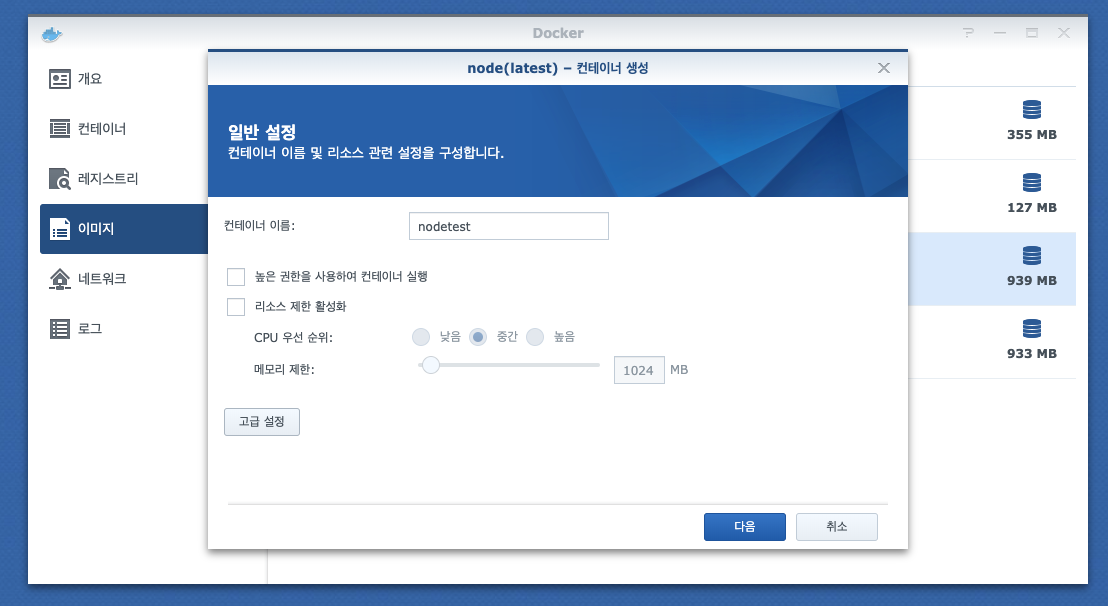 Docker
개요
컨테이너
레지스트리
이미지
네트워크
로그
node(latest) – 컨테이너 생성
일반 설정
컨테이너 이름 및 리소스 관련 설정을 구성합니다.
컨테이너 이름: nodetest
높은 권한을 사용하여 컨테이너 실행
리소스 제한 활성화
CPU 우선 순위: 낮음 중간 높음
메모리 제한: 1024 MB
고급 설정
다음 취소
355 MB
127 MB
939 MB
933 MB